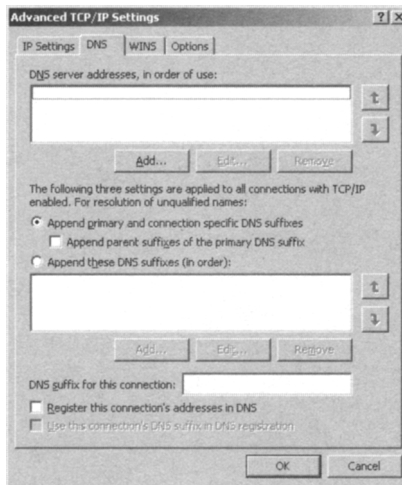 Advanced TCP/IP Settings
IP Settings DNS WINS Options
DNS server addresses, in order of use:
Add... Edit... Remove
The following three settings are applied to all connections with TCP/IP
enabled. For resolution of unqualified names:
Append primary and connection specific DNS suffixes
Append parent suffixes of the primary DNS suffix
Append these DNS suffixes (in order):
Add... Edit... Remove
DNS suffix for this connection:
Register this connection's addresses in DNS
Use this connection's DNS suffix in DNS registration
OK Cancel